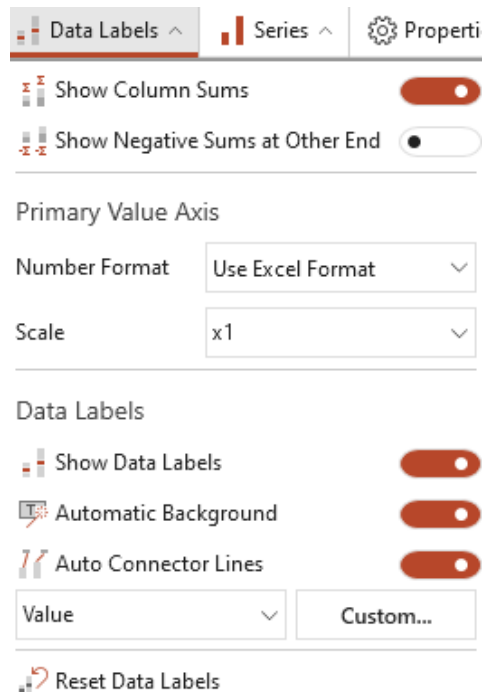 Data Labels Series Properti
Show Column Sums
Show Negative Sums at Other End
Primary Value Axis
Number Format Use Excel Format
Scale x1
Data Labels
Show Data Labels
Automatic Background
Auto Connector Lines
Value Custom...
Reset Data Labels